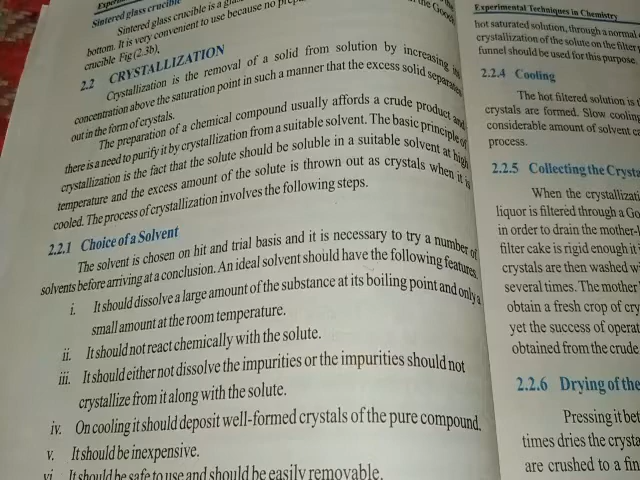 Sintered glass crucible
Sintered glass crucible is a
bottom. It is very convenient to use because no
crucible Fig (2.3b).
2.2 CRYSTALLIZATION
Crystallization is the removal of a solid from solution by increasing its
concentration above the saturation point in such a manner that the excess solid separates
out in the form of crystals.
The preparation of a chemical compound usually affords a crude product and
there is a need to purify it by crystallization from a suitable solvent. The basic principle of
crystallization is the fact that the solute should be soluble in a suitable solvent at high
temperature and the excess amount of the solute is thrown out as crystals when it is
cooled. The process of crystallization involves the following steps.
2.2.1 Choice of a Solvent
The solvent is chosen on hit and trial basis and it is necessary to try a number of
solvents before arriving at a conclusion. An ideal solvent should have the following features.
i. It should dissolve a large amount of the substance at its boiling point and only a
small amount at the room temperature.
ii. It should not react chemically with the solute.
iii. It should either not dissolve the impurities or the impurities should not
crystallize from it along with the solute.
iv. On cooling it should deposit well-formed crystals of the pure compound.
v. It should be inexpensive.
vi. It should be safe to use and should be easily removable.
Experimental Techniques in Chemistry
hot saturated solution, through a normal
crystallization of the solute on the filter
funnel should be used for this purpose.
2.2.4 Cooling
The hot filtered solution is
crystals are formed. Slow cooling
considerable amount of solvent
process.
2.2.5 Collecting the
When the
liquor is filtered through a
in order to drain the
filter cake is rigid enough it
crystals are then washed
several times. The mother
obtain a fresh crop of
yet the success of
obtained from the crude
2.2.6 Drying of the
Pressing it
times dries the
are crushed to a